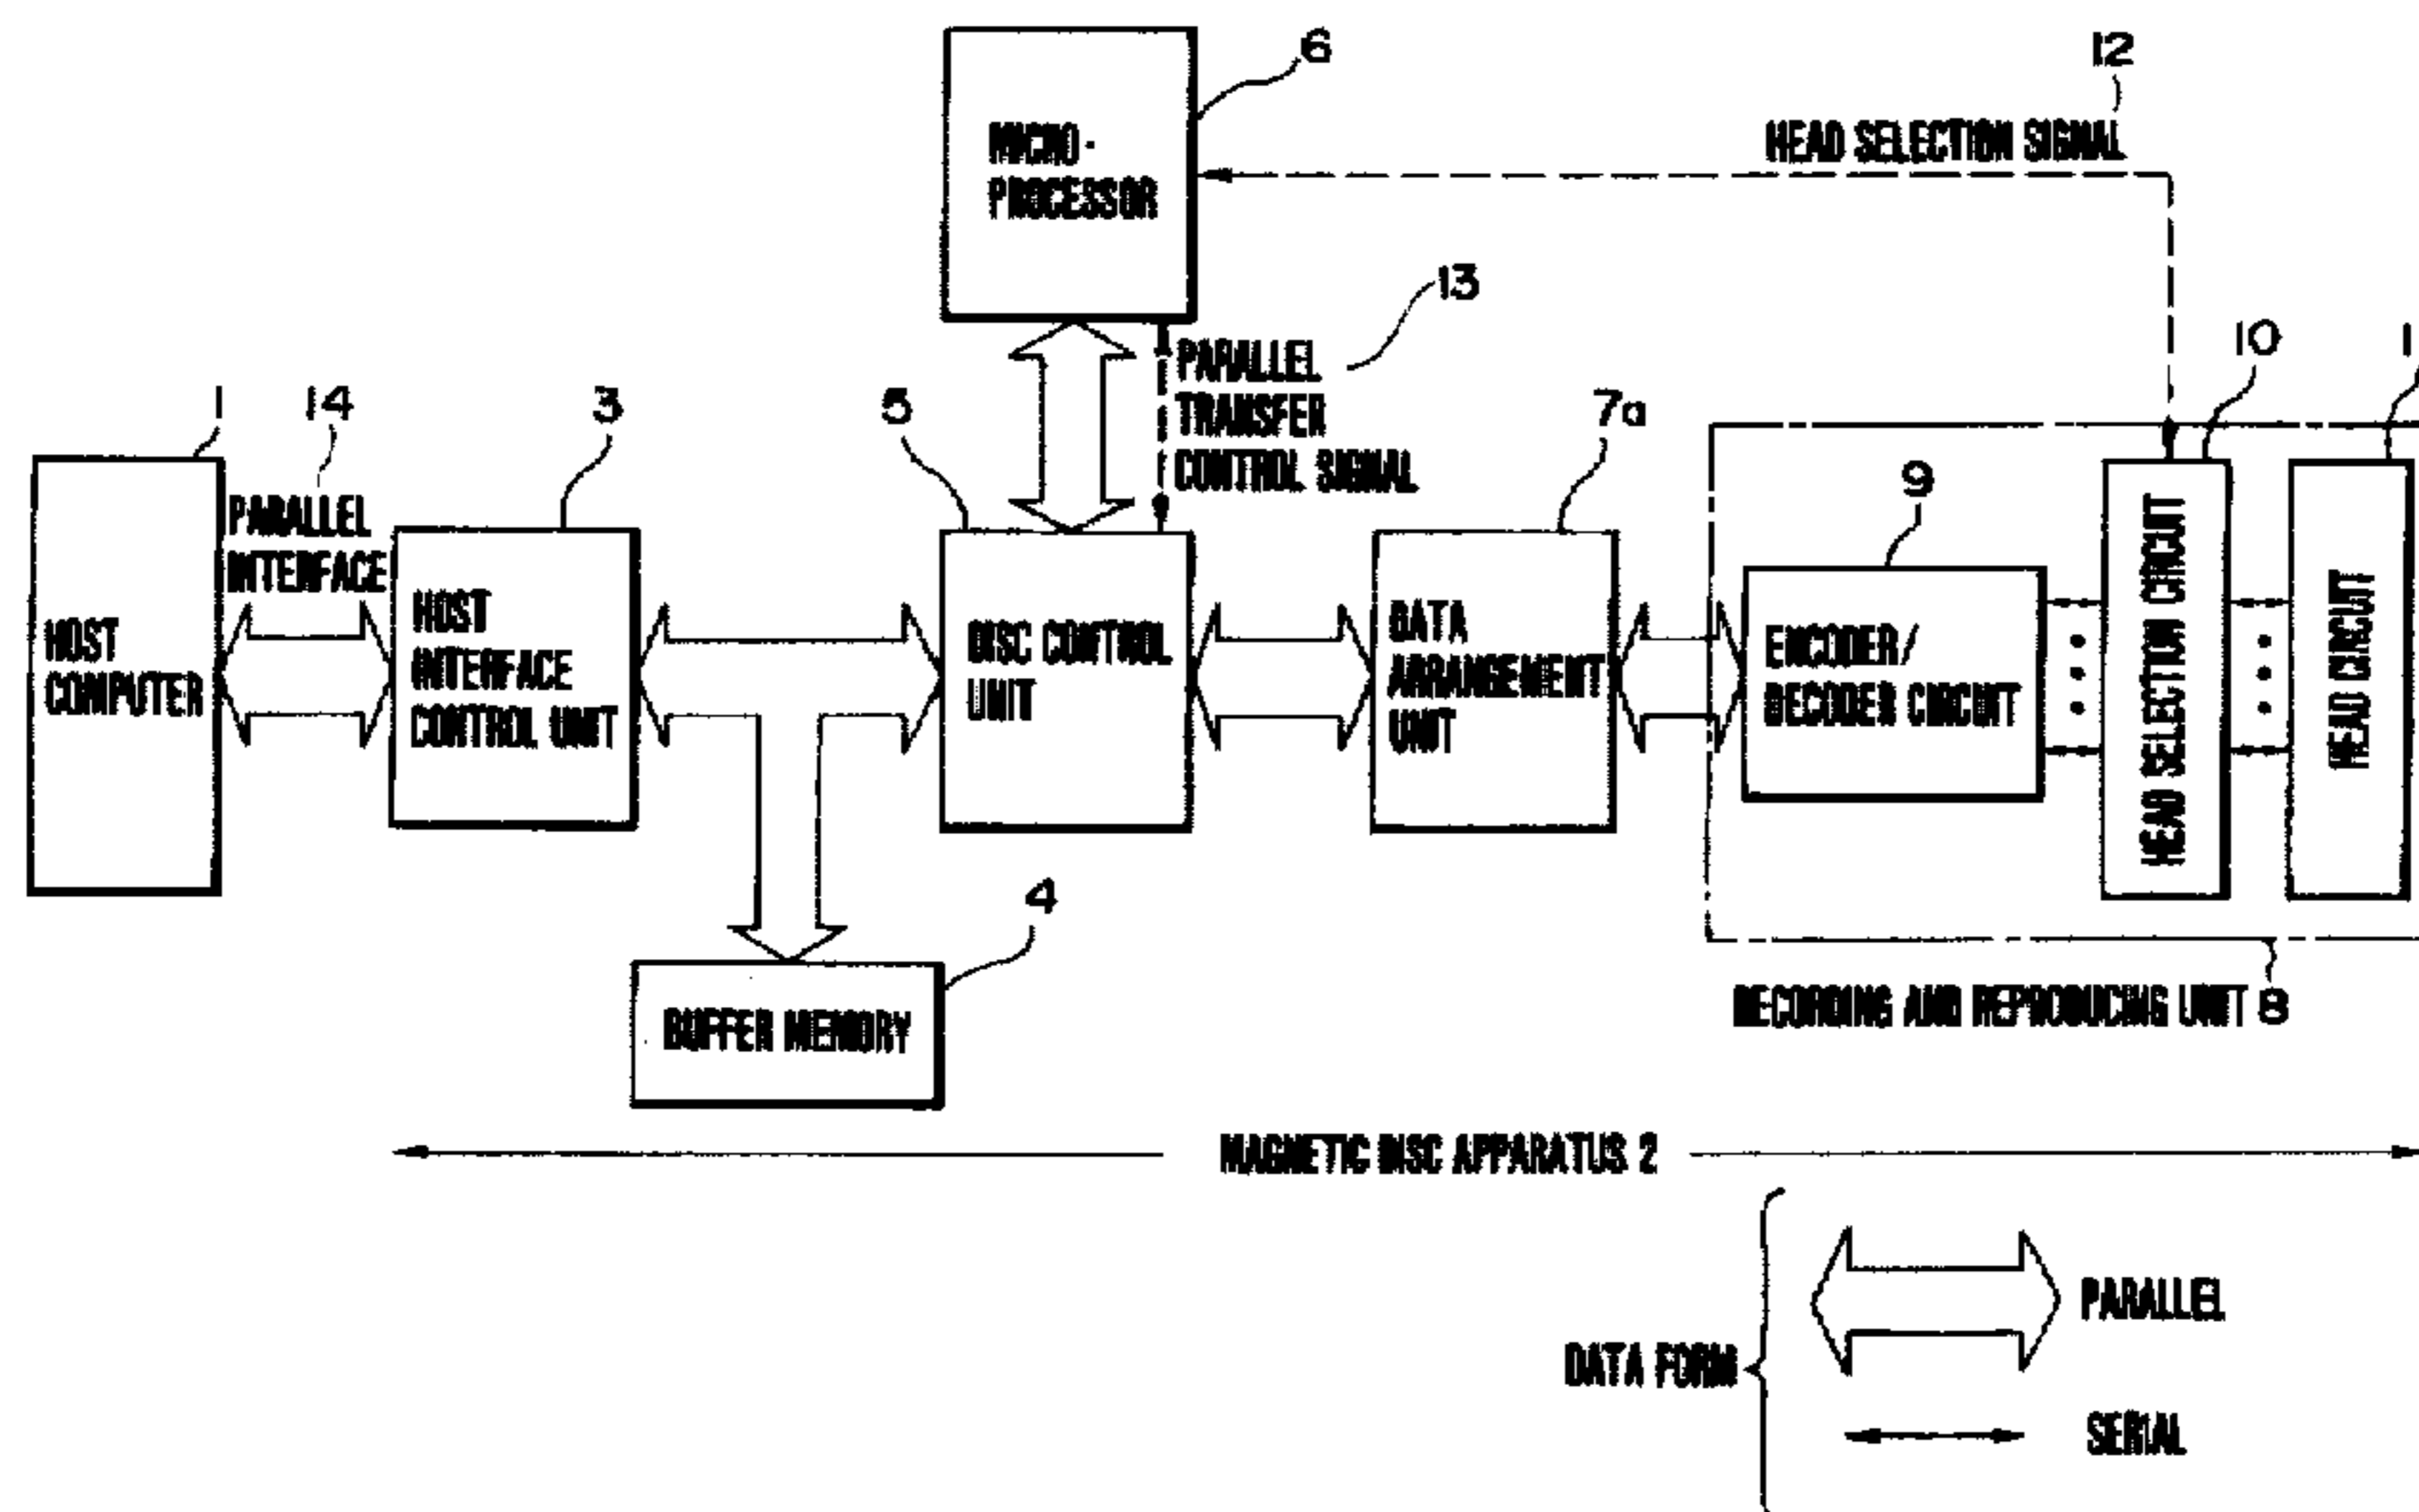 6
12
MICRO-
PROCESSOR
HEAD SELECTION SIGNAL
13
PARALLEL
TRANSFER
CONTROL SIGNAL
1
14
3
5
7a
10
1
PARALLEL
INTERFACE
9
HOST
COMPUTER
HOST
INTERFACE
CONTROL UNIT
DISC CONTROL
UNIT
DATA
ARRANGEMENT
UNIT
ENCODER/
DECODER CIRCUIT
HEAD SELECTION CIRCUIT
HEAD CIRCUIT
4
BUFFER MEMORY
RECORDING AND REPRODUCING UNIT 8
MAGNETIC DISC APPARATUS 2
DATA FORM
PARALLEL
SERIAL